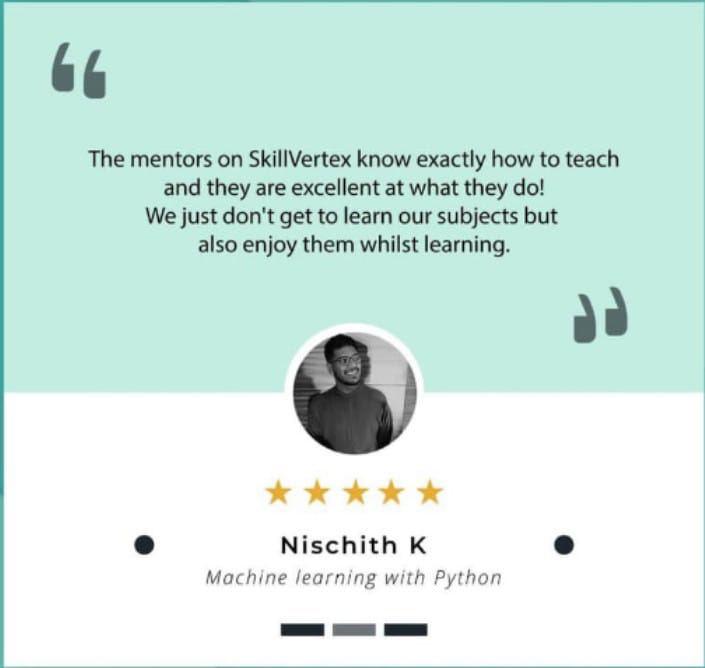 The mentors on SkillVertex know exactly how to teach
and they are excellent at what they do!
We just don't get to learn our subjects but
also enjoy them whilst learning.
Nischith K
Machine learning with Python